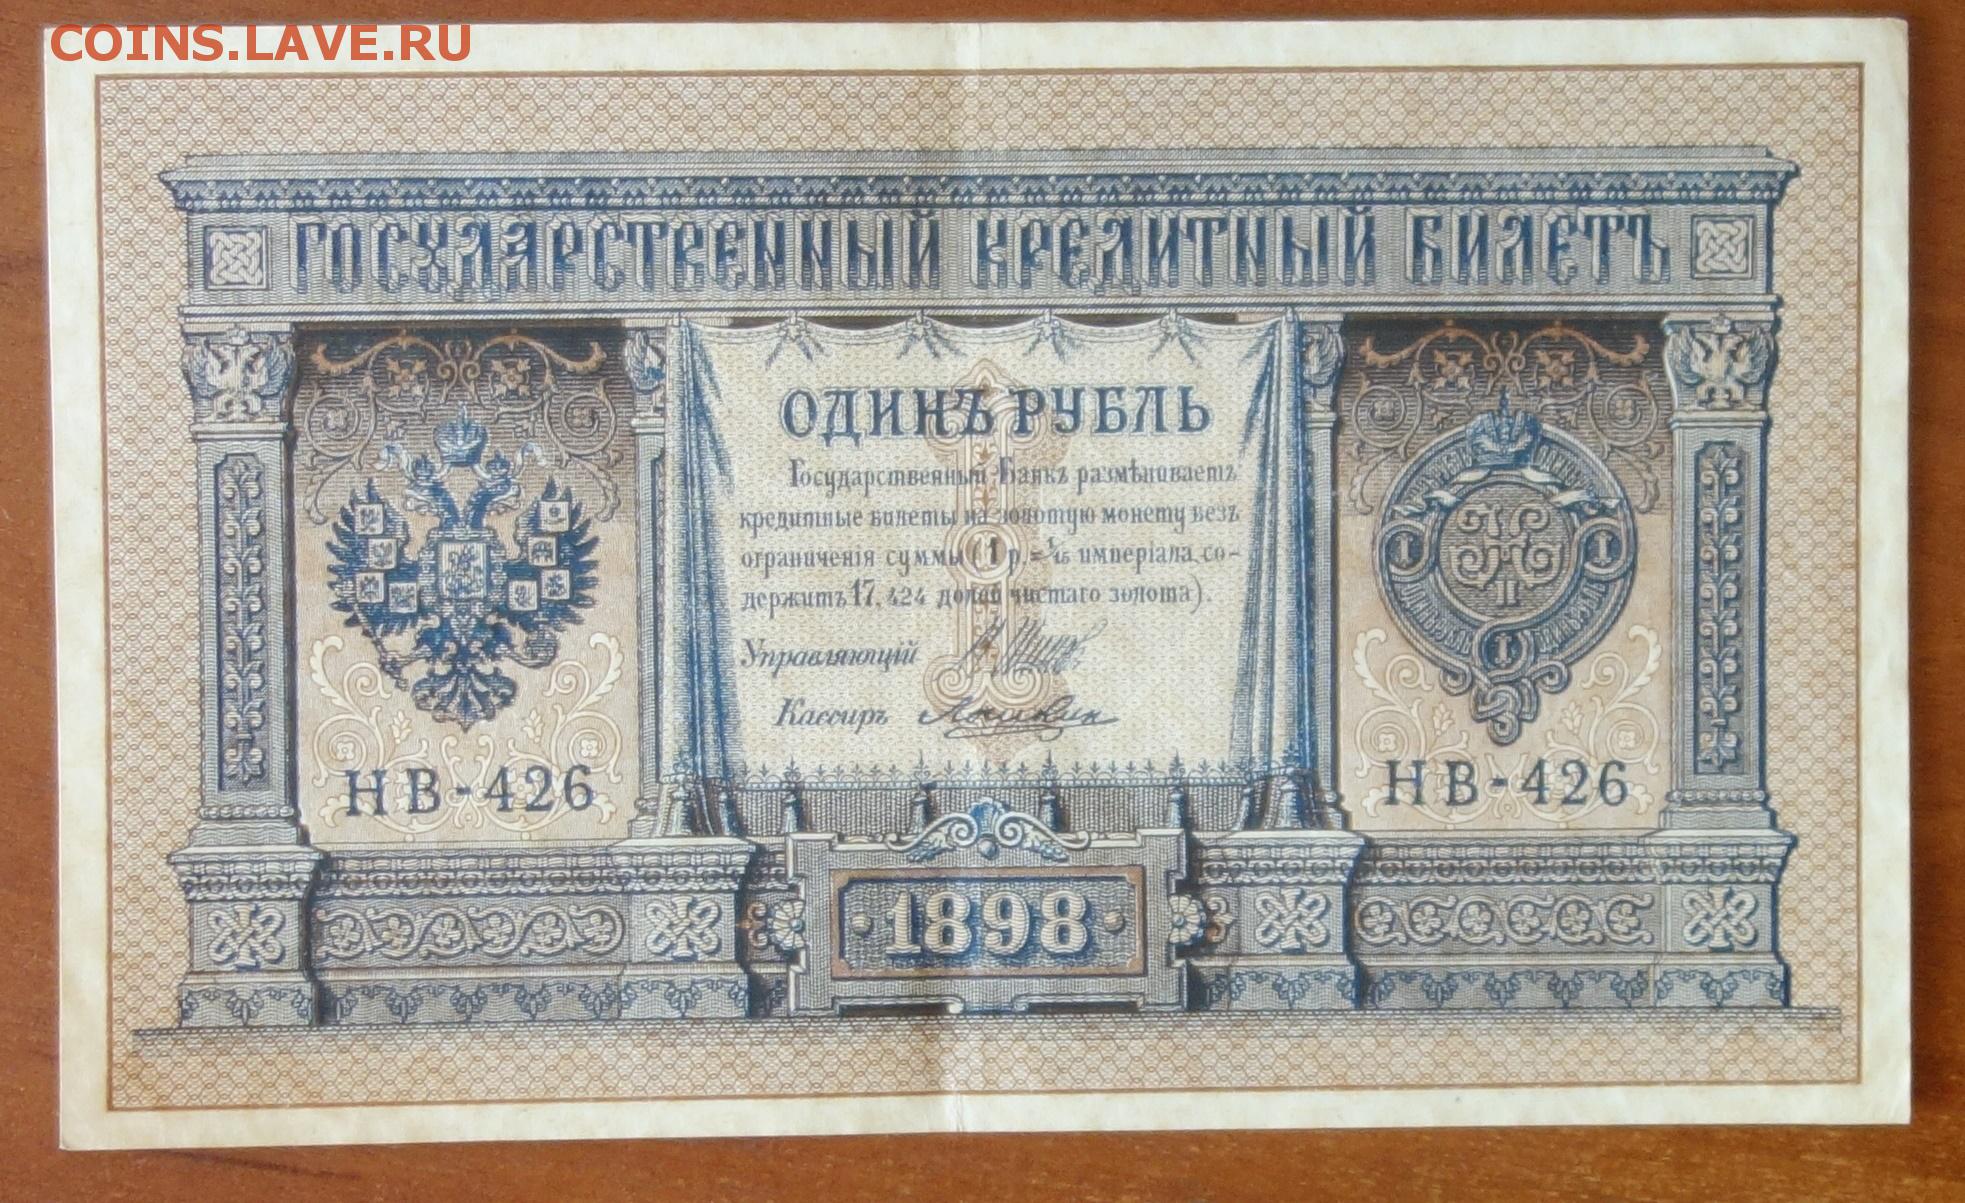 COINS.LAVE.RU
ГОСУДАРСТВЕННЫЙ КРЕДИТНЫЙ БИЛЕТЪ
ОДИНЪ РУБЛЬ
Государственный Банкъ размѣниваетъ
кредитные билеты на золотую монету безъ
ограниченія суммы (1 р. = 1/15 имперіала, со-
держитъ 17,424 долей чистаго золота).
Управляющій
Кассиръ
I I
II
I
НВ-426 НВ-426
1898